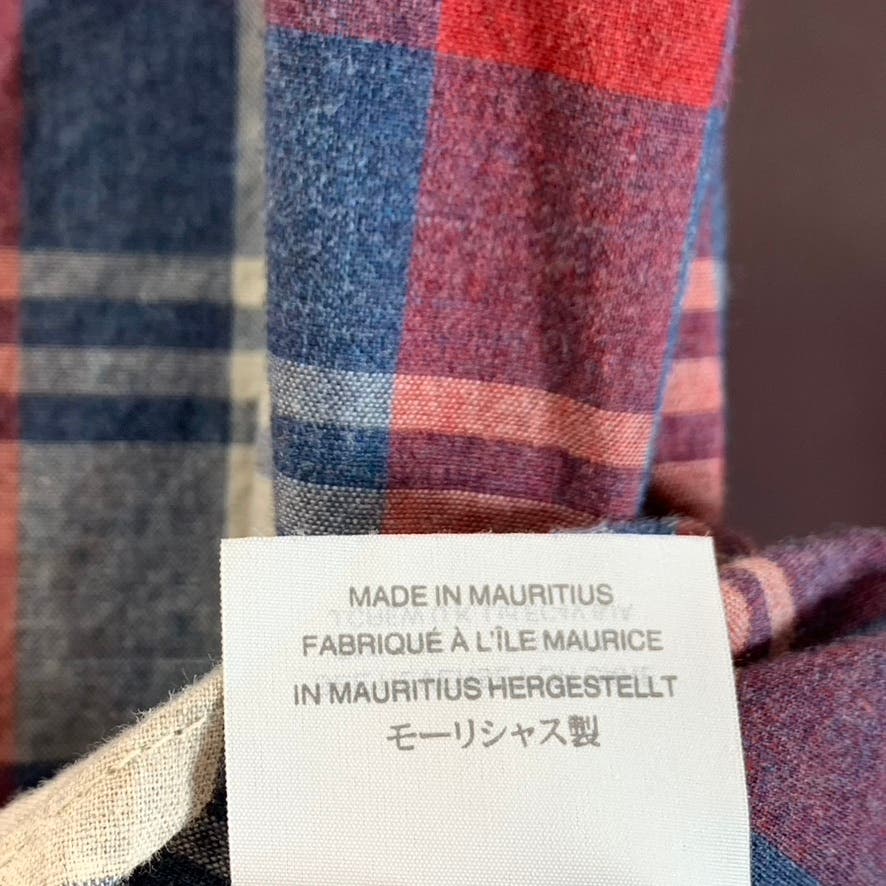 MADE IN MAURITIUS
FABRIQUÉ À L'ÎLE MAURICE
IN MAURITIUS HERGESTELLT
モーリシャス製